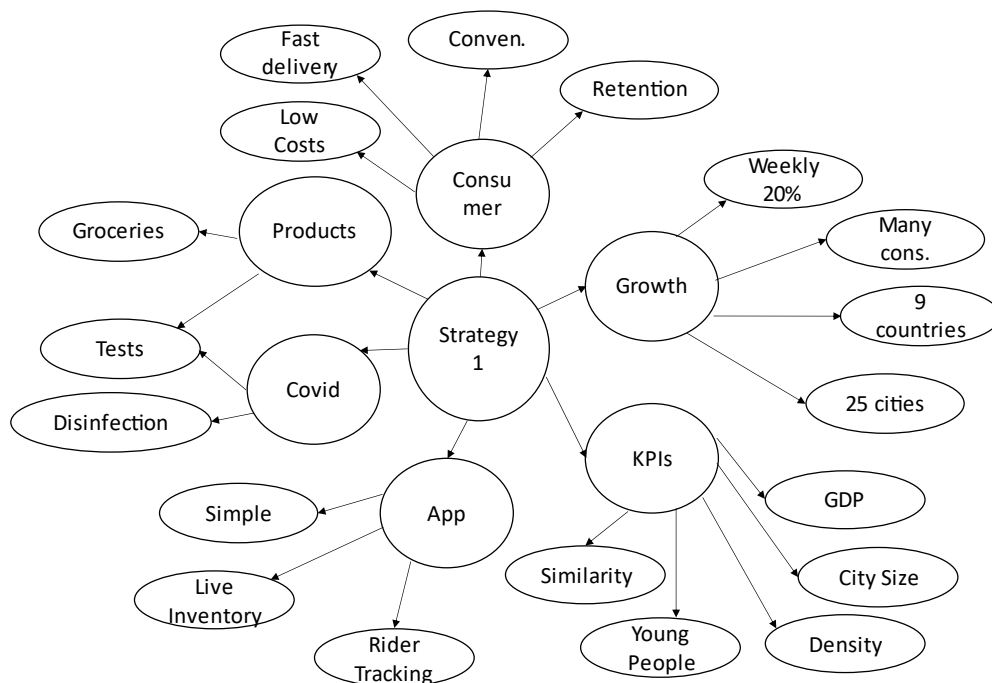 Fast
delivery
Conven.
Retention
Low
Costs
Consu
mer
Weekly
20%
Groceries
Products
Many
cons.
Growth
9
countries
Tests
Covid
Strategy
1
25 cities
Disinfection
KPIs
Simple
App
GDP
Similarity
City Size
Live
Inventory
Rider
Tracking
Young
People
Density